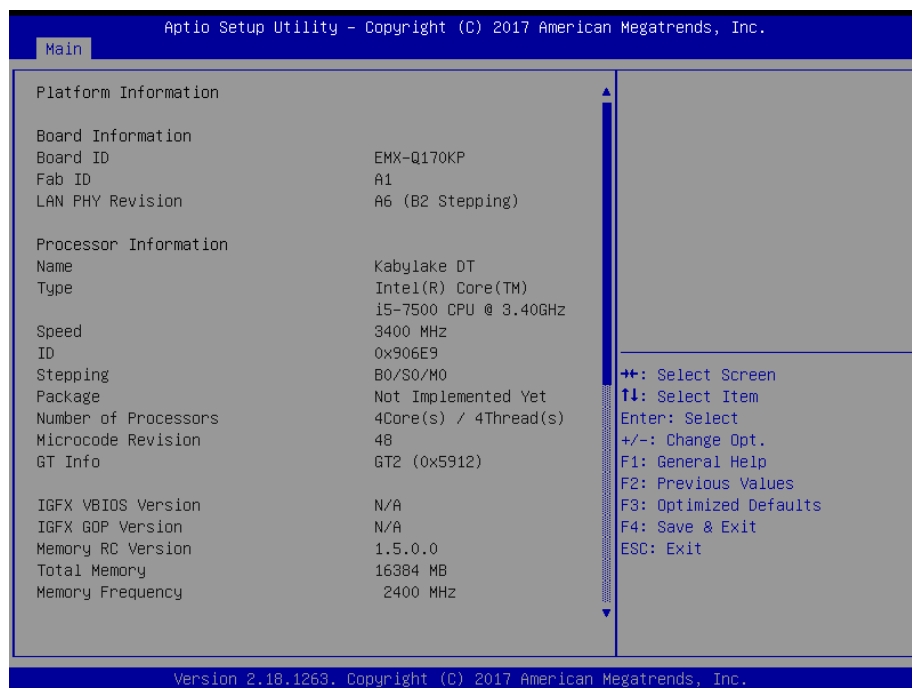 Aptio Setup Utility – Copyright (C) 2017 American Megatrends, Inc.
Main
Platform Information
Board Information
Board ID EMX-Q170KP
Fab ID A1
LAN PHY Revision A6 (B2 Stepping)
Processor Information
Name Kabylake DT
Type Intel(R) Core(TM)
i5-7500 CPU @ 3.40GHz
Speed 3400 MHz
ID 0x906E9
Stepping B0/S0/M0
Package Not Implemented Yet
Number of Processors 4Core(s) / 4Thread(s)
Microcode Revision 48
GT Info GT2 (0x5912)
IGFX VBIOS Version N/A
IGFX GOP Version N/A
Memory RC Version 1.5.0.0
Total Memory 16384 MB
Memory Frequency 2400 MHz
→←: Select Screen
↑↓: Select Item
Enter: Select
+/-: Change Opt.
F1: General Help
F2: Previous Values
F3: Optimized Defaults
F4: Save & Exit
ESC: Exit
Version 2.18.1263. Copyright (C) 2017 American Megatrends, Inc.